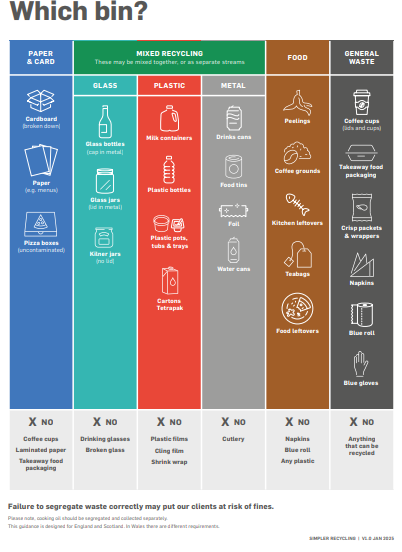 Which bin?
PAPER
& CARD
MIXED RECYCLING
These may be mixed together, or as separate streams
FOOD
GENERAL
WASTE
GLASS
PLASTIC
METAL
Cardboard
(broken down)
Paper
(e.g. menus)
Pizza boxes
(uncontaminated)
Glass bottles
(cap in metal)
Glass jars
(lid in metal)
Kilner jars
(no lid)
Milk containers
Plastic bottles
Plastic pots,
tubs & trays
Cartons
Tetrapak
Drinks cans
Food tins
Foil
Water cans
Peelings
Coffee grounds
Kitchen leftovers
Teabags
Food leftovers
Coffee cups
(lids and cups)
Takeaway food
packaging
Crisp packets
& wrappers
Napkins
Blue roll
Blue gloves
X NO
Coffee cups
Laminated paper
Takeaway food
packaging
X NO
Drinking glasses
Broken glass
X NO
Plastic films
Cling film
Shrink wrap
X NO
Cutlery
X NO
Napkins
Blue roll
Any plastic
X NO
Anything
that can be
recycled
Failure to segregate waste correctly may put our clients at risk of fines.
Please note, cooking oil should be segregated and collected separately.
This guidance is designed for England and Scotland. In Wales there are different requirements.
SIMPLER RECYCLING | V1.0 JAN 2025